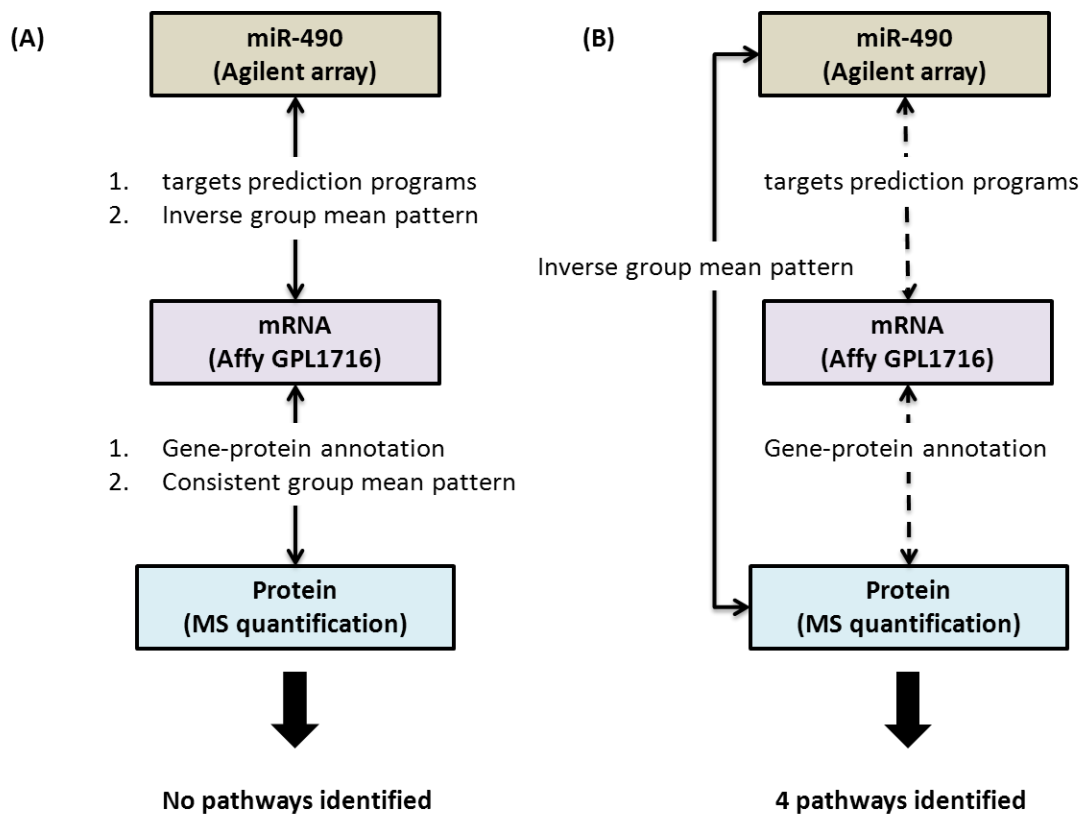 (A)
miR-490
(Agilent array)
1. targets prediction programs
2. Inverse group mean pattern
mRNA
(Affy GPL1716)
1. Gene-protein annotation
2. Consistent group mean pattern
Protein
(MS quantification)
No pathways identified
(B)
miR-490
(Agilent array)
targets prediction programs
Inverse group mean pattern
mRNA
(Affy GPL1716)
Gene-protein annotation
Protein
(MS quantification)
4 pathways identified